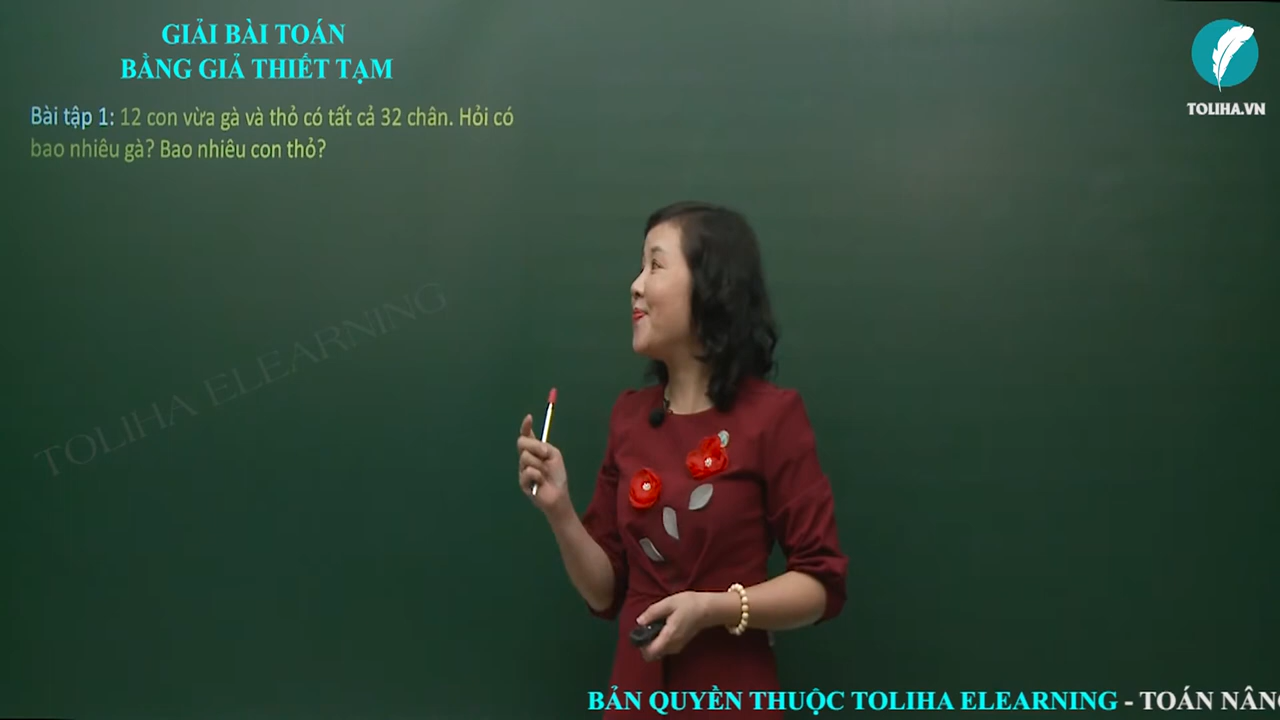 GIẢI BÀI TOÁN
BẰNG GIẢ THIẾT TẠM
Bài tập 1: 12 con vừa gà và thỏ có tất cả 32 chân. Hỏi có
bao nhiêu gà? Bao nhiêu con thỏ?
TOLIHA.VN
TOLIHA ELEARNING
BẢN QUYỀN THUỘC TOLIHA ELEARNING - TOÁN NÂN